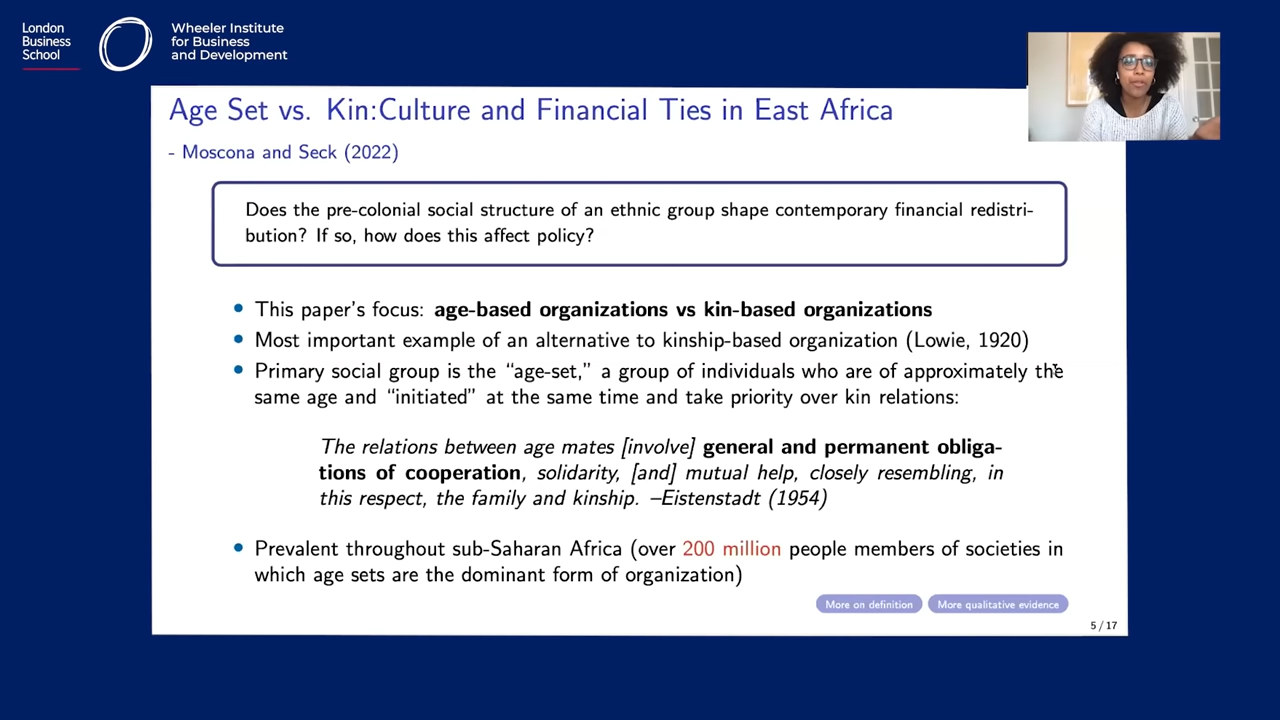 London
Business
School
Wheeler Institute
for Business
and Development
Age Set vs. Kin:Culture and Financial Ties in East Africa
- Moscona and Seck (2022)
Does the pre-colonial social structure of an ethnic group shape contemporary financial redistri-
bution? If so, how does this affect policy?
• This paper's focus: age-based organizations vs kin-based organizations
• Most important example of an alternative to kinship-based organization (Lowie, 1920)
• Primary social group is the “age-set,” a group of individuals who are of approximately the
same age and “initiated” at the same time and take priority over kin relations:
The relations between age mates [involve] general and permanent obliga-
tions of cooperation, solidarity, [and] mutual help, closely resembling, in
this respect, the family and kinship. –Eistenstadt (1954)
• Prevalent throughout sub-Saharan Africa (over 200 million people members of societies in
which age sets are the dominant form of organization)
More on definition More qualitative evidence
5 / 17